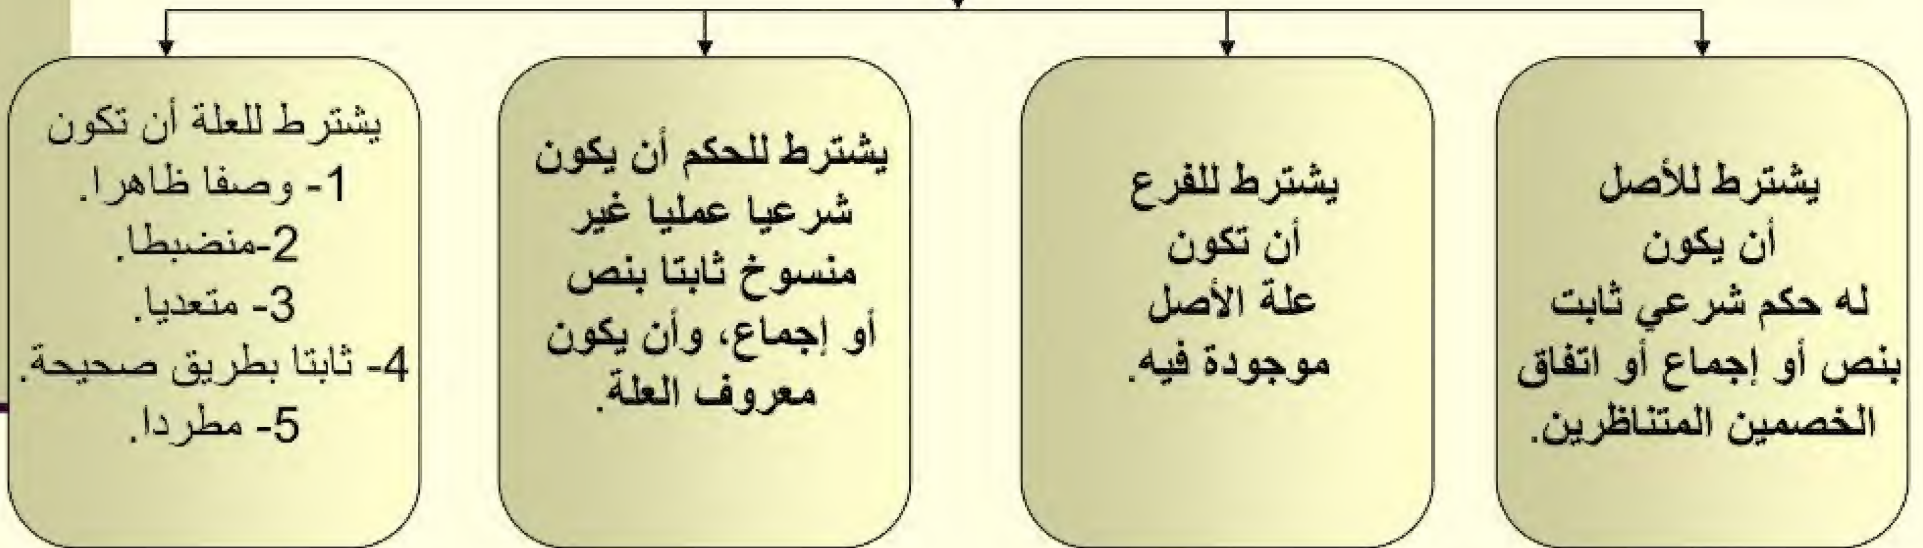 يشترط للأصل
أن يكون
له حكم شرعي ثابت
بنص أو إجماع أو اتفاق
الخصمين المتناظرين.
يشترط للفرع
أن تكون
علة الأصل
موجودة فيه.
يشترط للحكم أن يكون
شرعيا عمليا غير
منسوخ ثابتا بنص
أو إجماع، وأن يكون
معروف العلة.
يشترط للعلة أن تكون
1- وصفا ظاهرا.
2-منضبطا.
3- متعديا.
4- ثابتا بطريق صحيحة.
5- مطردا.